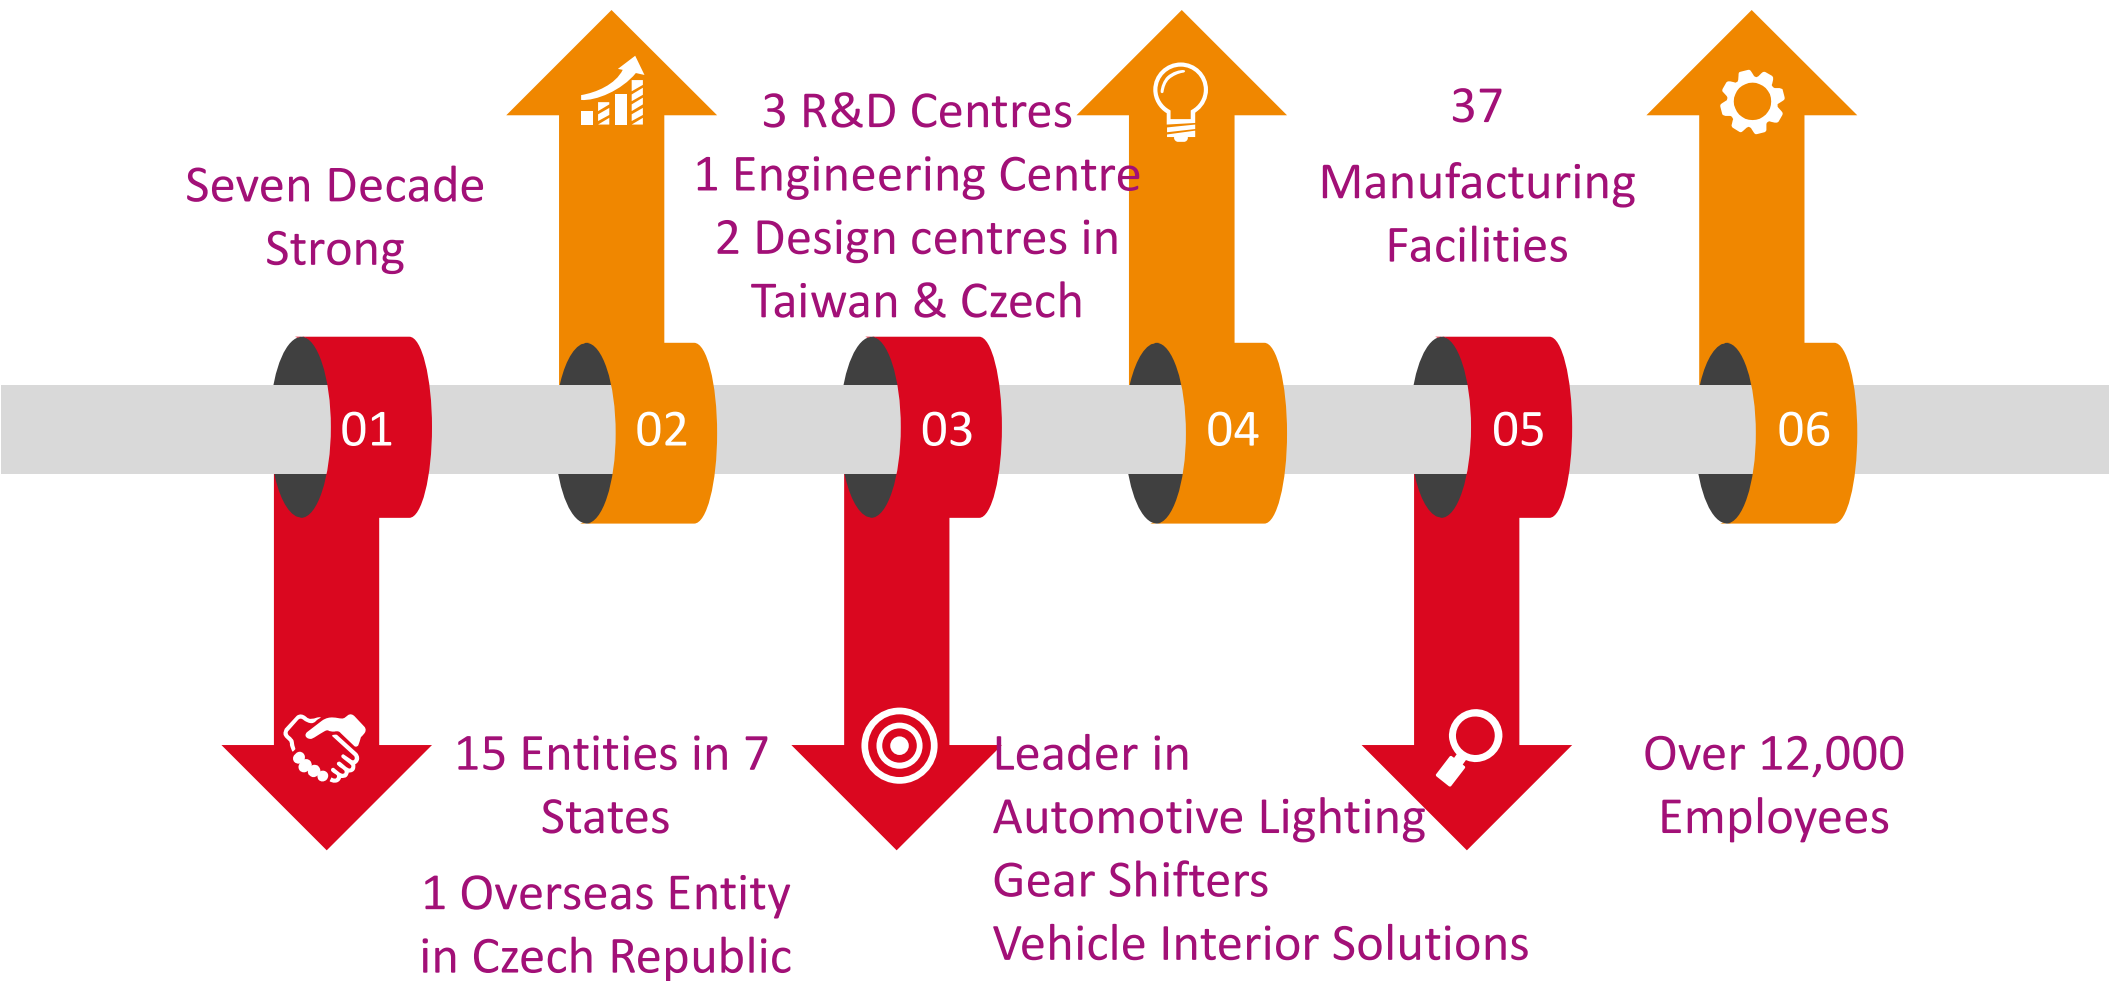 Seven Decade
Strong
01
02
15 Entities in 7
States
1 Overseas Entity
in Czech Republic
3 R&D Centres
1 Engineering Centre
2 Design centres in
Taiwan & Czech
03
04
Leader in
Automotive Lighting
Gear Shifters
Vehicle Interior Solutions
37
Manufacturing
Facilities
05
06
Over 12,000
Employees